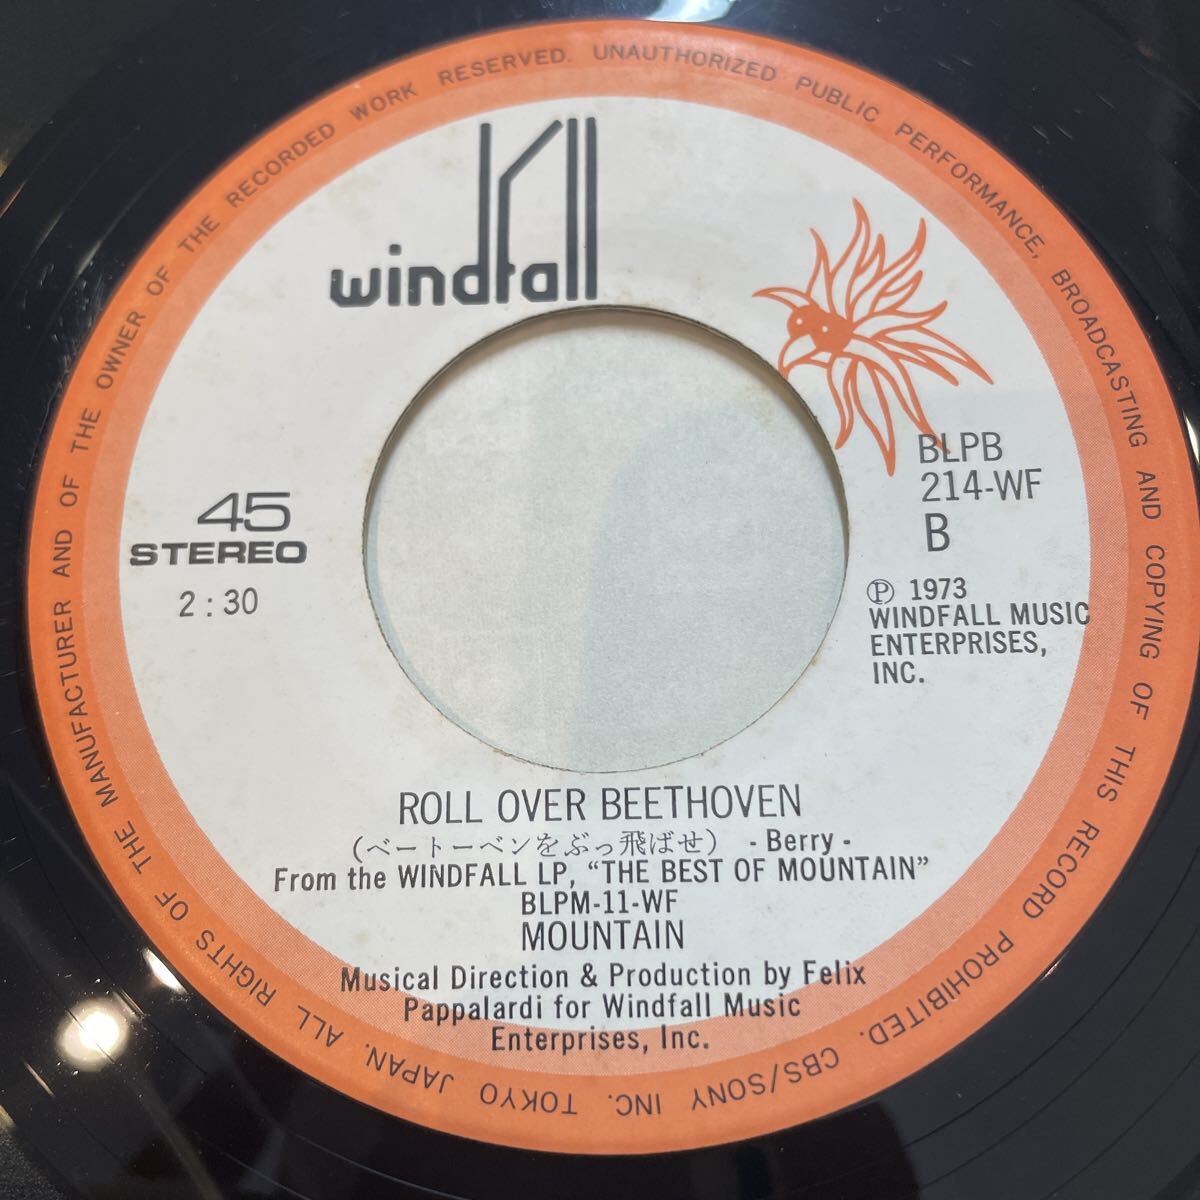 windfall
45
STEREO
2:30
BLPB
214-WF
B
Ⓟ 1973
WINDFALL MUSIC
ENTERPRISES,
INC.
ROLL OVER BEETHOVEN
(ベートーベンをぶっ飛ばせ) - Berry -
From the WINDFALL LP, “THE BEST OF MOUNTAIN”
BLPM-11-WF
MOUNTAIN
Musical Direction & Production by Felix
Pappalardi for Windfall Music
Enterprises, Inc.
ALL RIGHTS OF THE MANUFACTURER AND OF THE OWNER OF THE RECORDED WORK RESERVED. UNAUTHORIZED PUBLIC PERFORMANCE, BROADCASTING AND COPYING OF THIS RECORD PROHIBITED. CBS/SONY INC. TOKYO JAPAN.